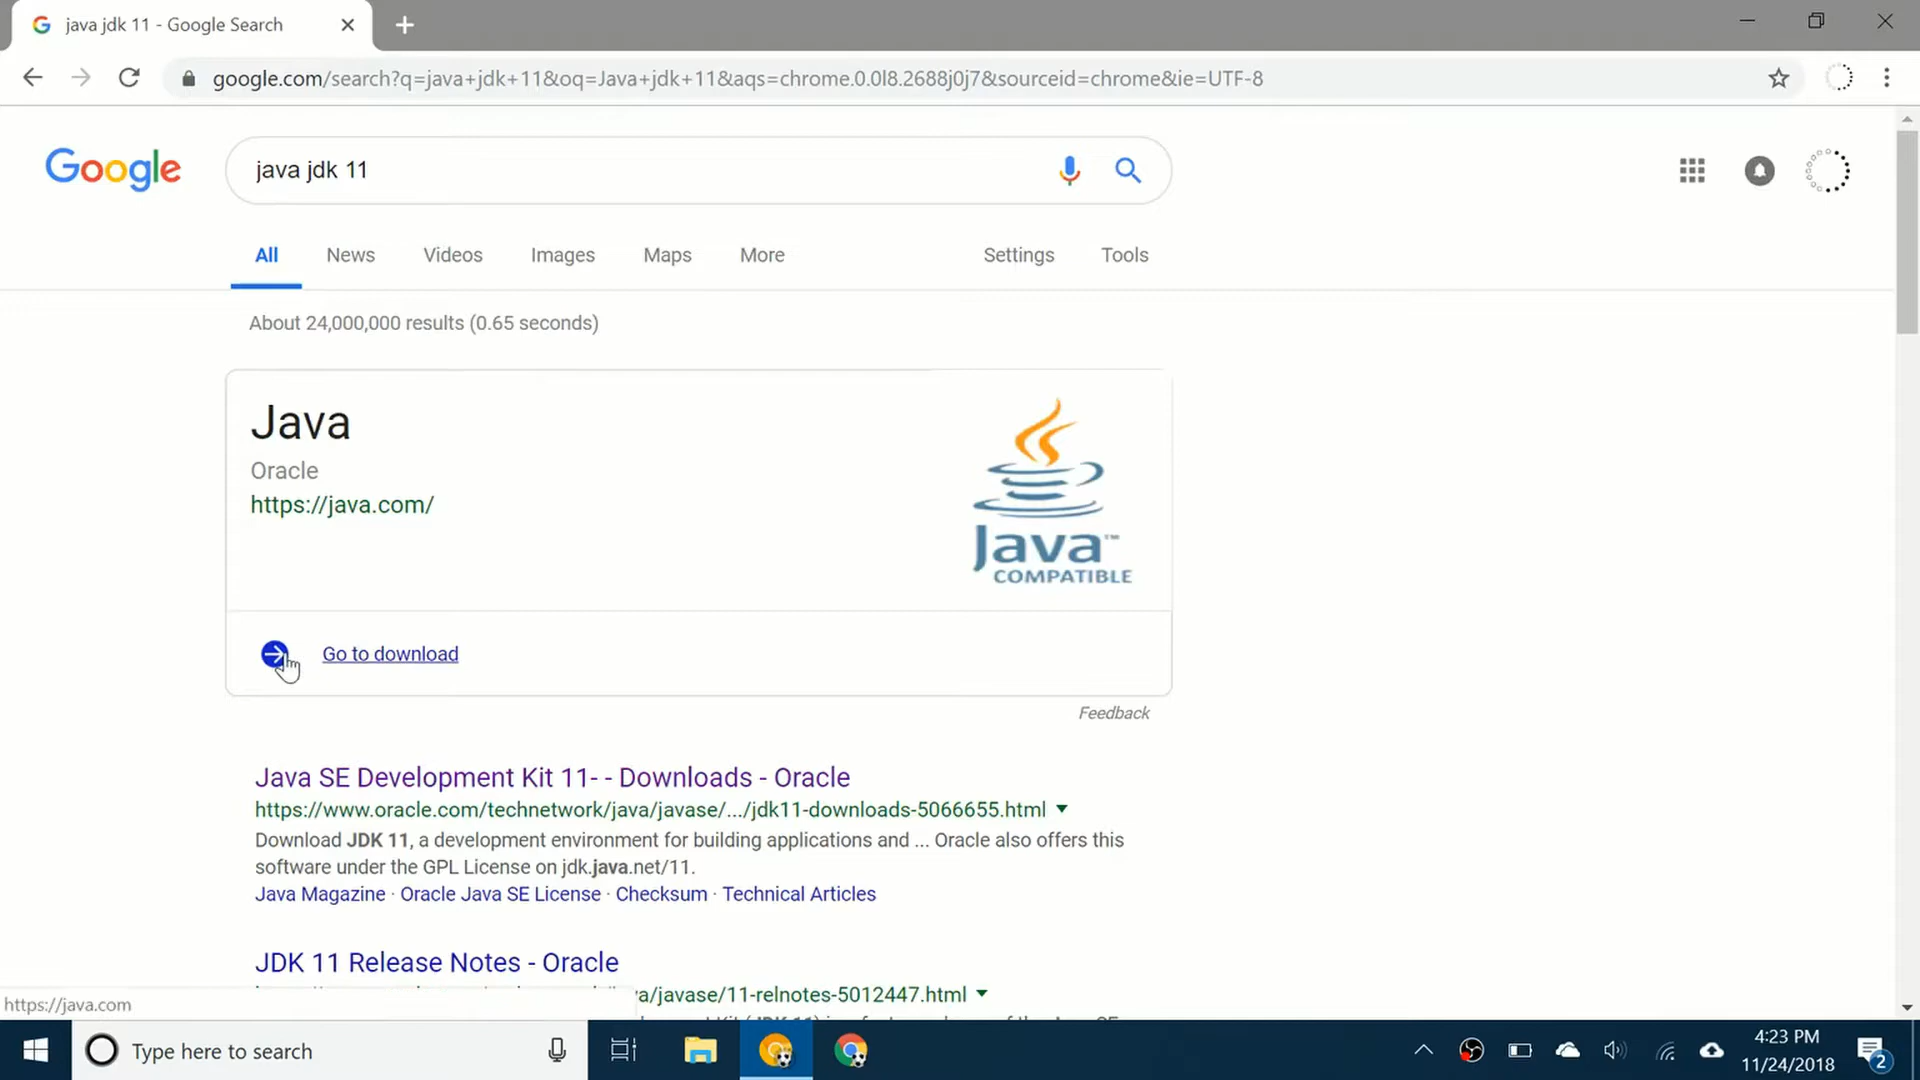 java jdk 11 - Google Search
google.com/search?q=java+jdk+11&oq=Java+jdk+11&aqs=chrome.0.0l8.2688j0j7&sourceid=chrome&ie=UTF-8
Google
java jdk 11
All News Videos Images Maps More Settings Tools
About 24,000,000 results (0.65 seconds)
Java
Oracle
https://java.com/
Java™
COMPATIBLE
Go to download
Feedback
Java SE Development Kit 11- - Downloads - Oracle
https://www.oracle.com/technetwork/java/javase/.../jdk11-downloads-5066655.html
Download JDK 11, a development environment for building applications and ... Oracle also offers this
software under the GPL License on jdk.java.net/11.
Java Magazine · Oracle Java SE License · Checksum · Technical Articles
JDK 11 Release Notes - Oracle
a/javase/11-relnotes-5012447.html
https://java.com
Type here to search
4:23 PM
11/24/2018
2